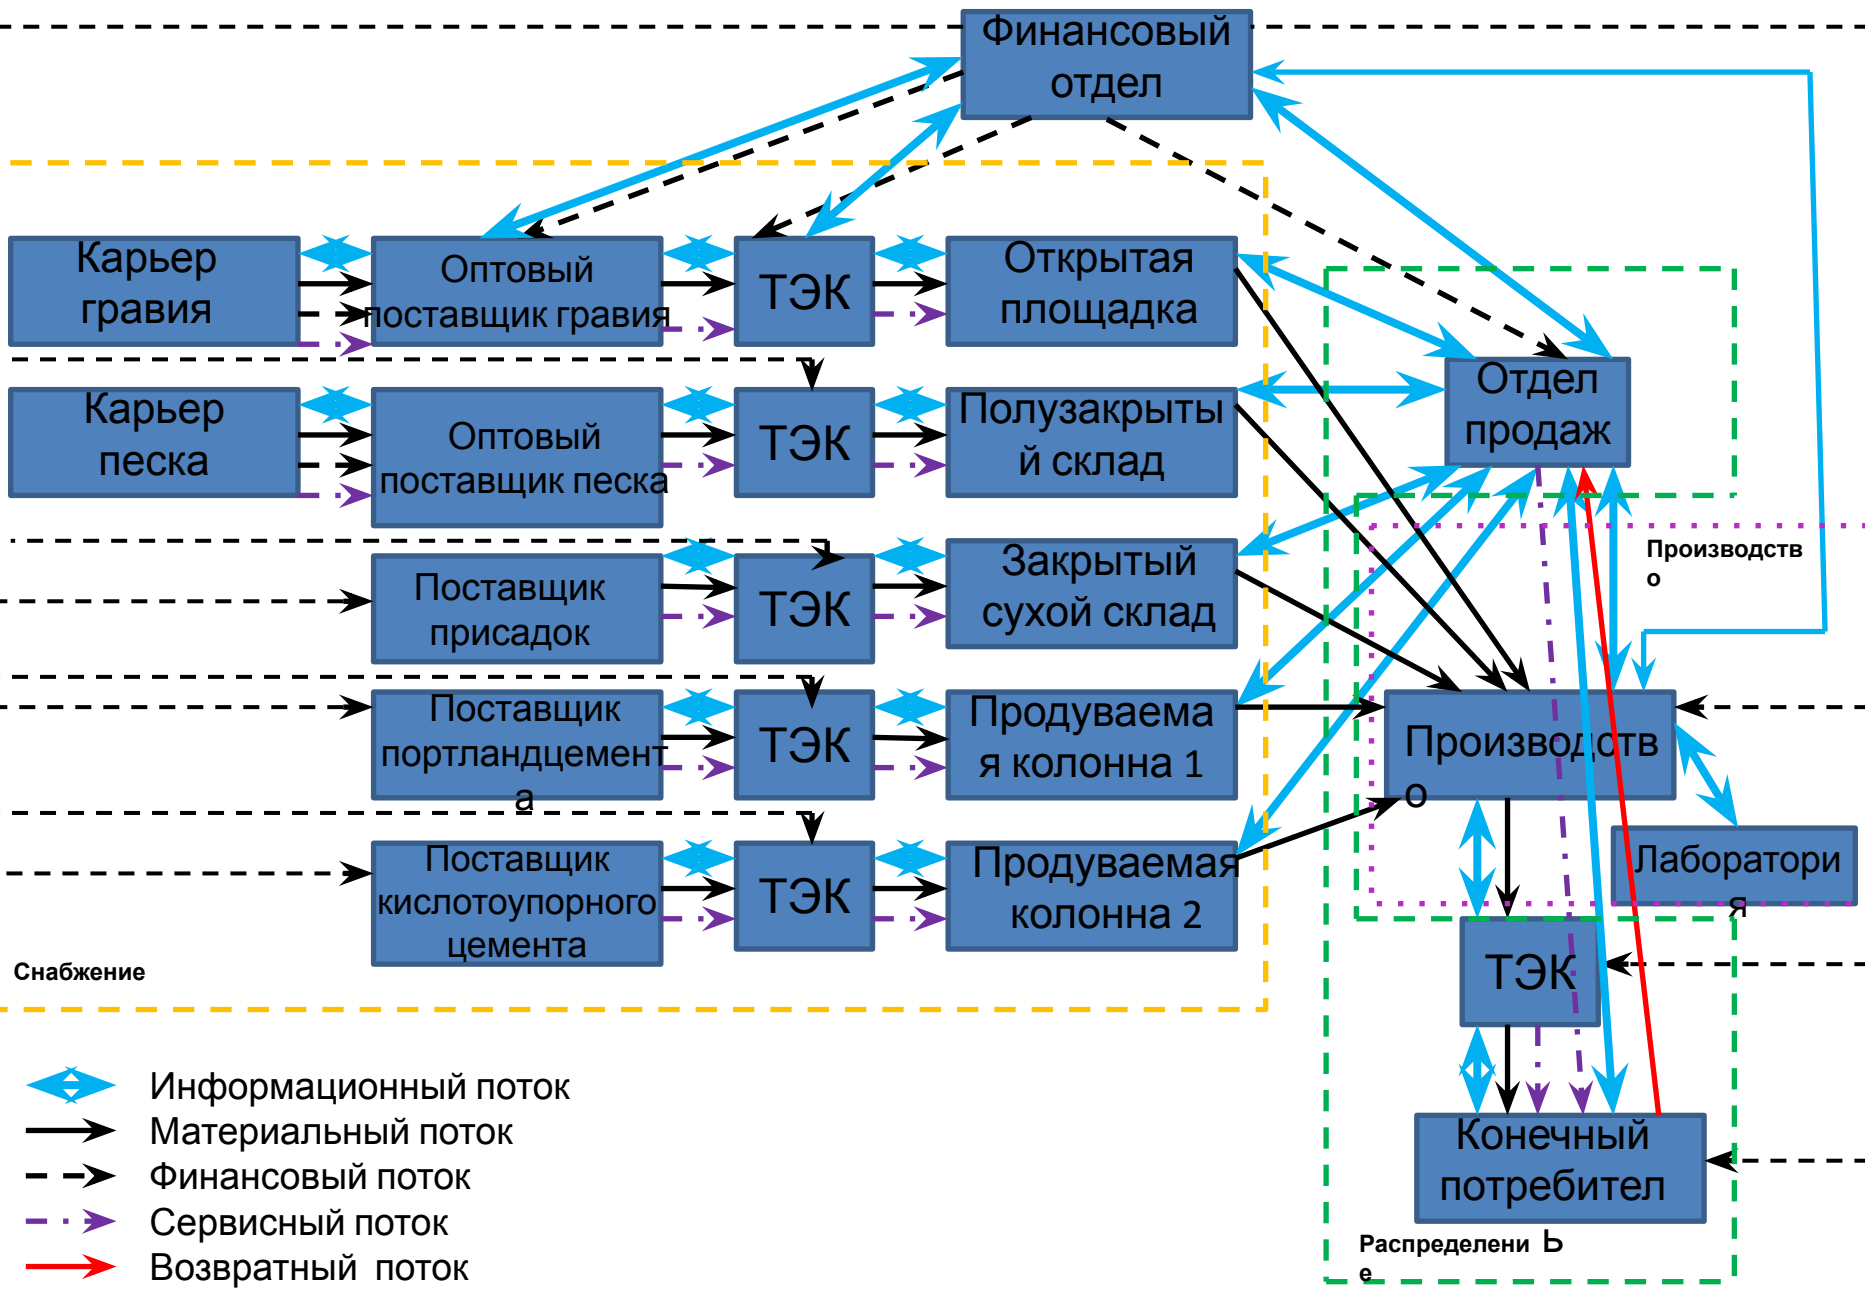 Финансовый
отдел
Карьер
гравия
Оптовый
поставщик гравия
ТЭК
Открытая
площадка
Отдел
продаж
Карьер
песка
Оптовый
поставщик песка
ТЭК
Полузакрыты
й склад
Производств
о
Поставщик
присадок
ТЭК
Закрытый
сухой склад
Поставщик
портландцемент
а
ТЭК
Продуваема
я колонна 1
Производств
о
Поставщик
кислотоупорного
цемента
ТЭК
Продуваемая
колонна 2
Лаборатори
я
ТЭК
Снабжение
Конечный
потребител
ь
Распределени
е
Информационный поток
Материальный поток
Финансовый поток
Сервисный поток
Возвратный поток